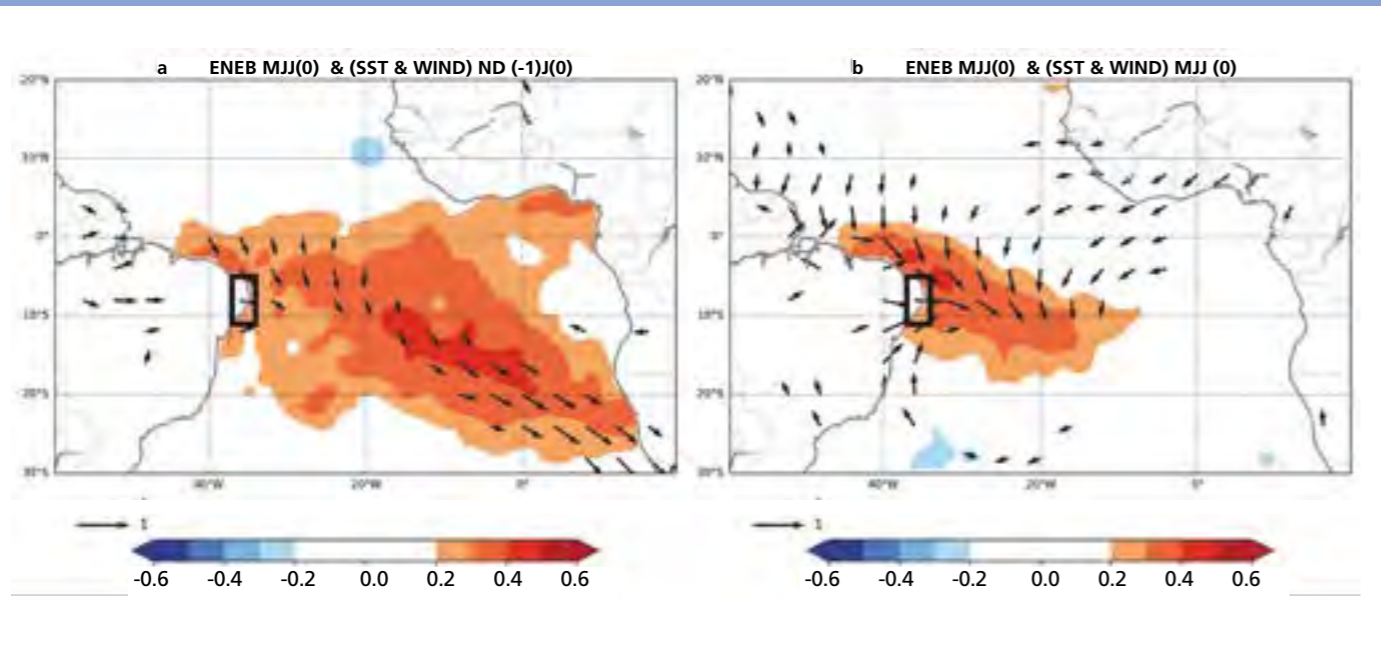 a ENEB MJJ(0) & (SST & WIND) ND (-1)J(0)
20°N
10°N
0°
10°S
20°S
30°S
40°W 20°W 0°
1
-0.6 -0.4 -0.2 0.0 0.2 0.4 0.6
b ENEB MJJ(0) & (SST & WIND) MJJ (0)
20°N
10°N
0°
10°S
20°S
30°S
40°W 20°W 0°
1
-0.6 -0.4 -0.2 0.0 0.2 0.4 0.6